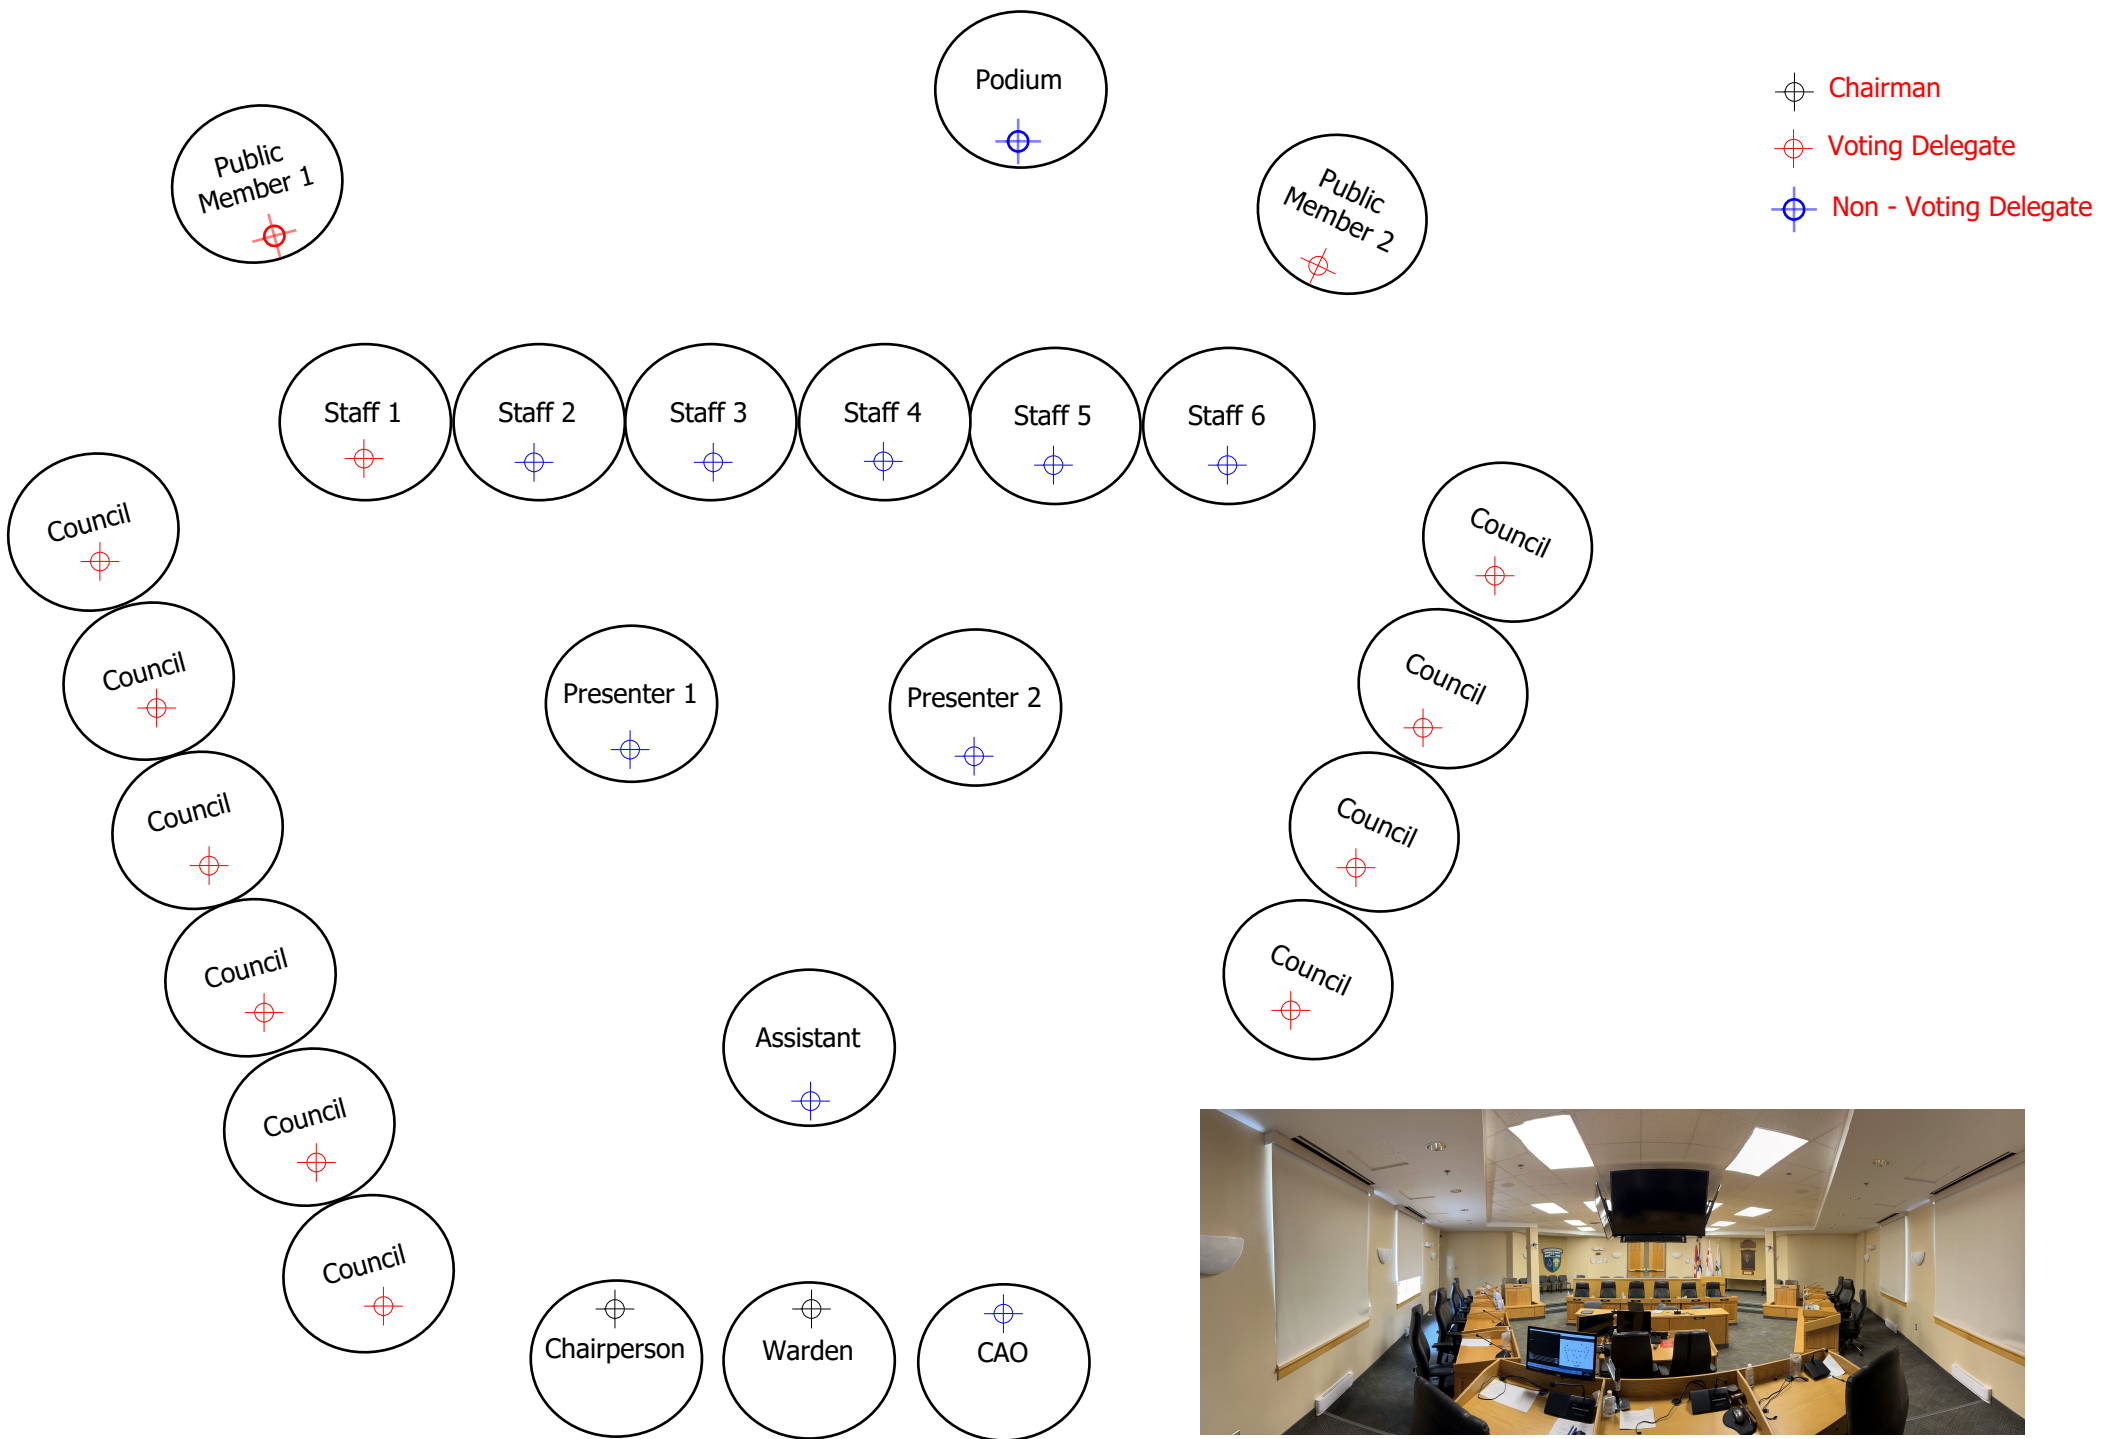 Podium
Chairman
Public
Member 1
Voting Delegate
Public
Member 2
Non - Voting Delegate
Staff 1
Staff 2
Staff 3
Staff 4
Staff 5
Staff 6
Council
Council
Council
Council
Presenter 1
Presenter 2
Council
Council
Council
Council
Assistant
Council
Council
Chairperson
Warden
CAO